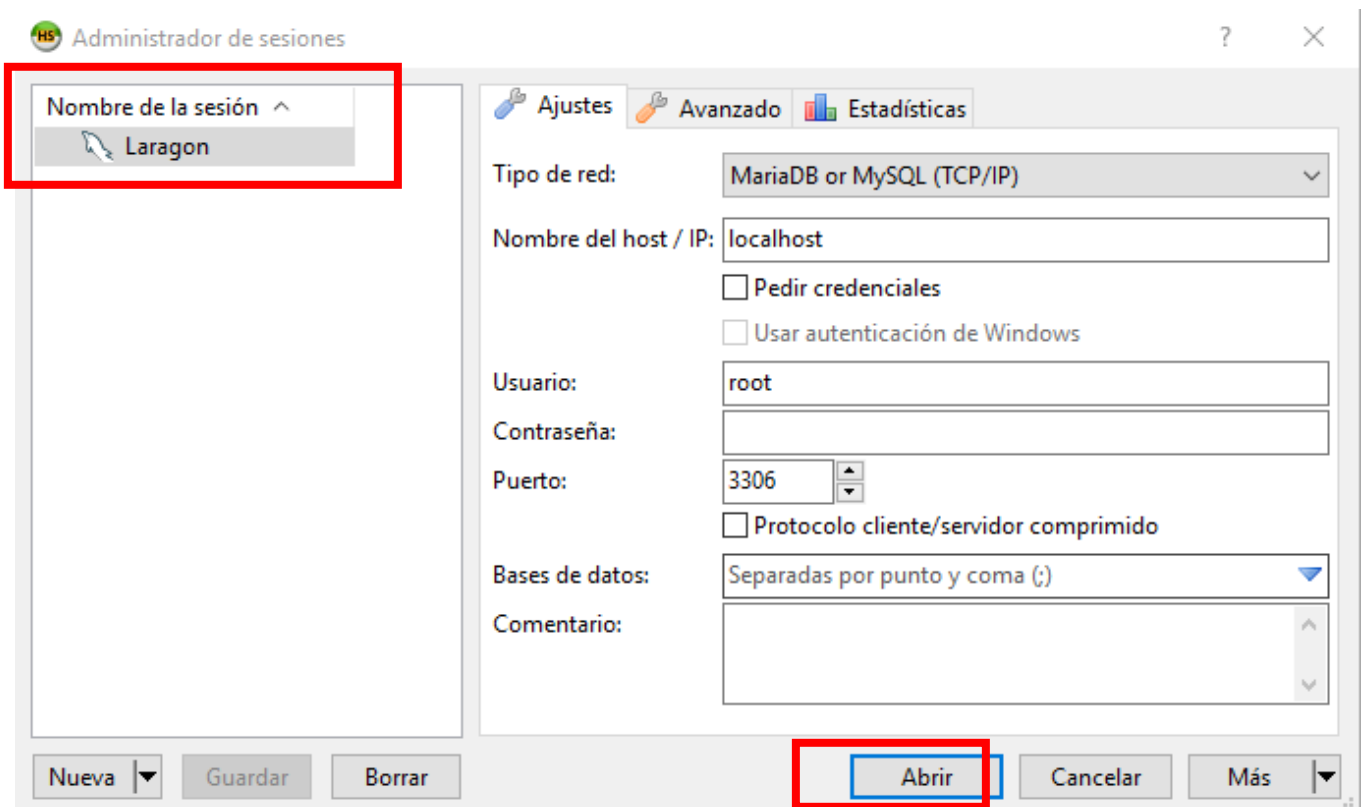 HS Administrador de sesiones ?
Nombre de la sesión
Laragon
Ajustes Avanzado Estadísticas
Tipo de red: MariaDB or MySQL (TCP/IP)
Nombre del host / IP: localhost
Pedir credenciales
Usar autenticación de Windows
Usuario: root
Contraseña:
Puerto: 3306
Protocolo cliente/servidor comprimido
Bases de datos: Separadas por punto y coma (;)
Comentario:
Nueva Guardar Borrar Abrir Cancelar Más